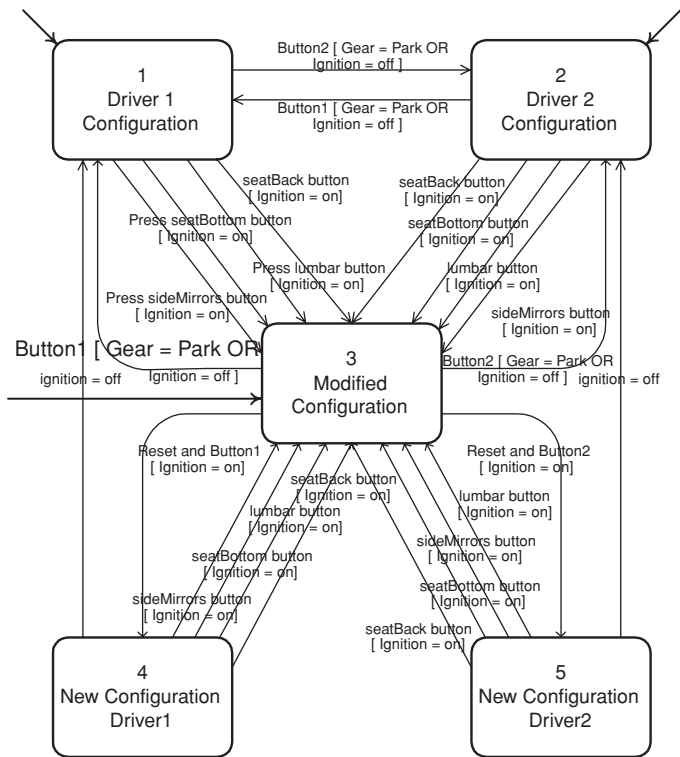 Button2 [ Gear = Park OR
Ignition = off ]
1
Driver 1
Configuration
2
Driver 2
Configuration
Button1 [ Gear = Park OR
Ignition = off ]
seatBack button
[ Ignition = on]
seatBack button
[ Ignition = on]
Press seatBottom button
[ Ignition = on]
seatBottom button
[ Ignition = on]
Press lumbar button
[ Ignition = on]
lumbar button
[ Ignition = on]
Press sideMirrors button
[ Ignition = on]
sideMirrors button
[ Ignition = on]
Button1 [ Gear = Park OR
Ignition = off ]
ignition = off
3
Modified
Configuration
Button2 [ Gear = Park OR
Ignition = off ]
ignition = off
Reset and Button1
[ Ignition = on]
Reset and Button2
[ Ignition = on]
seatBack button
[ Ignition = on]
lumbar button
[ Ignition = on]
lumbar button
[ Ignition = on]
sideMirrors button
[ Ignition = on]
seatBottom button
[ Ignition = on]
seatBottom button
[ Ignition = on]
sideMirrors button
[ Ignition = on]
seatBack button
[ Ignition = on]
4
New Configuration
Driver1
5
New Configuration
Driver2